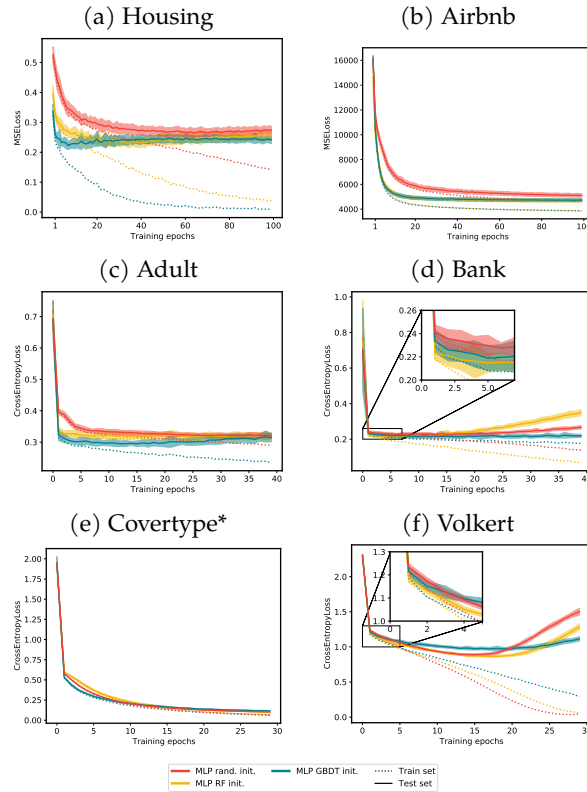 (a) Housing
(b) Airbnb
MSELoss
0.5
0.4
0.3
0.2
0.1
0.0
1 20 40 60 80 100
Training epochs
MSELoss
16000
14000
12000
10000
8000
6000
4000
1 20 40 60 80 100
Training epochs
(c) Adult
(d) Bank
CrossEntropyLoss
0.7
0.6
0.5
0.4
0.3
0 5 10 15 20 25 30 35 40
Training epochs
CrossEntropyLoss
1.0
0.8
0.6
0.4
0.2
0 5 10 15 20 25 30 35 40
Training epochs
0.26
0.24
0.22
0.20
0.0 2.5 5.0
(e) Covertype*
(f) Volkert
CrossEntropyLoss
2.00
1.75
1.50
1.25
1.00
0.75
0.50
0.25
0.00
0 5 10 15 20 25 30
Training epochs
CrossEntropyLoss
2.0
1.5
1.0
0.5
0.0
0 5 10 15 20 25 30
Training epochs
1.3
1.2
1.1
1.0
0 2 4
MLP rand. init.
MLP RF init.
MLP GBDT init.
Train set
Test set